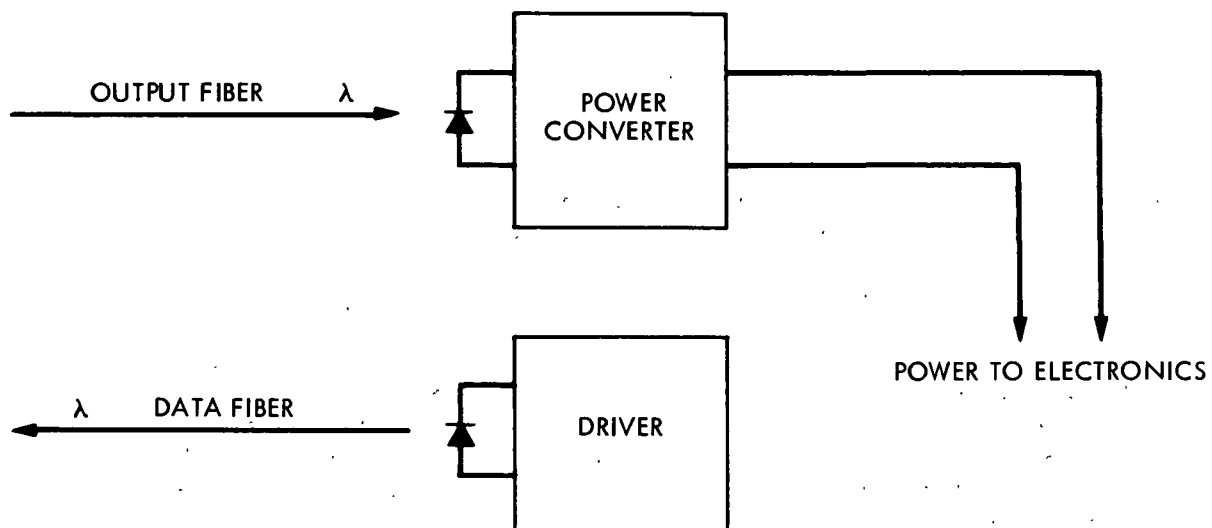 OUTPUT FIBER λ
POWER
CONVERTER
POWER TO ELECTRONICS
λ DATA FIBER
DRIVER